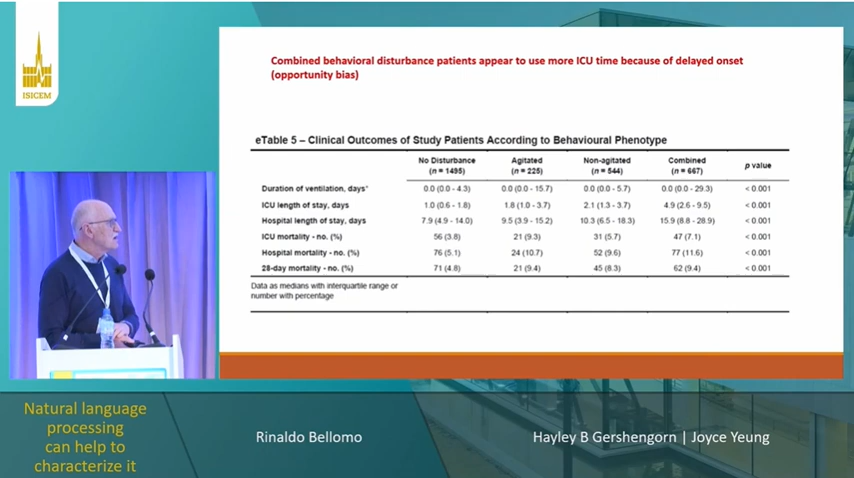 ISICEM
Combined behavioral disturbance patients appear to use more ICU time because of delayed onset
(opportunity bias)
eTable 5 – Clinical Outcomes of Study Patients According to Behavioural Phenotype
No Disturbance Agitated Non-agitated Combined p value
(n = 1495) (n = 225) (n = 544) (n = 667)
Duration of ventilation, days* 0.0 (0.0 - 4.3) 0.0 (0.0 - 15.7) 0.0 (0.0 - 5.7) 0.0 (0.0 - 29.3) < 0.001
ICU length of stay, days 1.0 (0.6 - 1.8) 1.8 (1.0 - 3.7) 2.1 (1.3 - 3.7) 4.9 (2.6 - 9.5) < 0.001
Hospital length of stay, days 7.9 (4.9 - 14.0) 9.5 (3.9 - 15.2) 10.3 (6.5 - 18.3) 15.9 (8.8 - 28.9) < 0.001
ICU mortality - no. (%) 56 (3.8) 21 (9.3) 31 (5.7) 47 (7.1) < 0.001
Hospital mortality - no. (%) 76 (5.1) 24 (10.7) 52 (9.6) 77 (11.6) < 0.001
28-day mortality - no. (%) 71 (4.8) 21 (9.4) 45 (8.3) 62 (9.4) < 0.001
Data as medians with interquartile range or
number with percentage
Natural language
processing
can help to
characterize it
Rinaldo Bellomo
Hayley B Gershengorn | Joyce Yeung